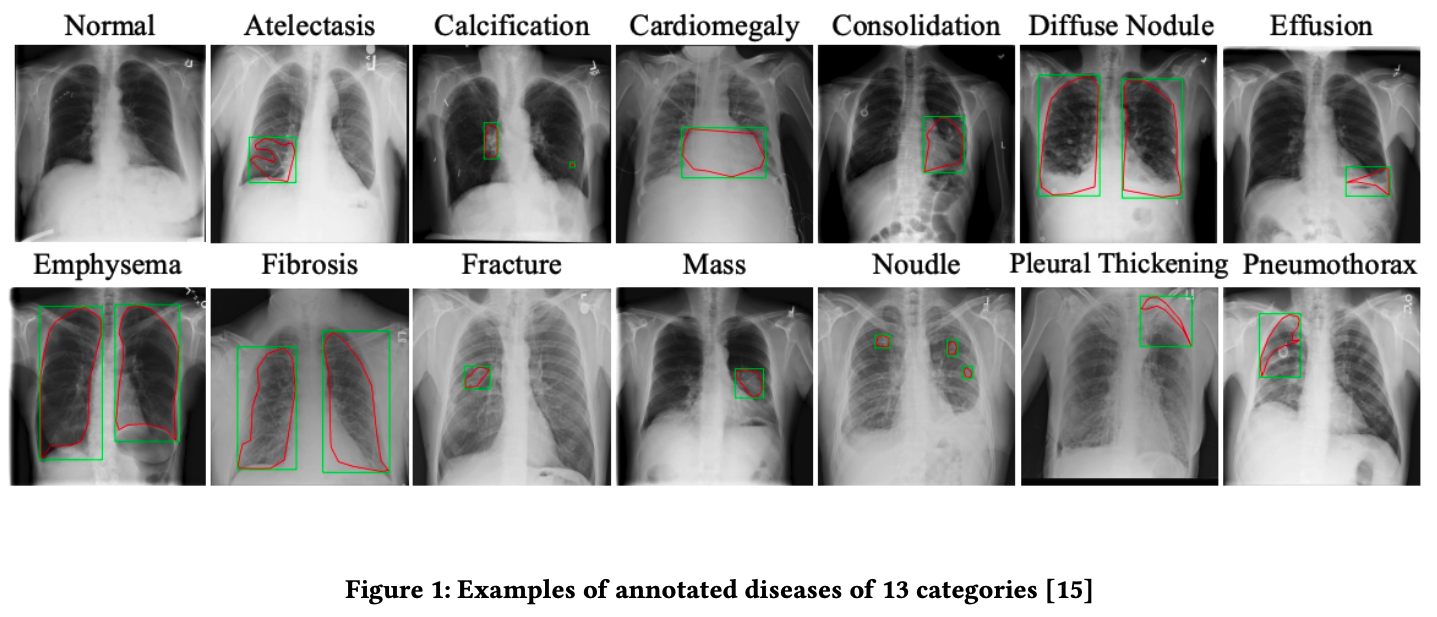 Normal Atelectasis Calcification Cardiomegaly Consolidation Diffuse Nodule Effusion
Emphysema Fibrosis Fracture Mass Noudle Pleural Thickening Pneumothorax
Figure 1: Examples of annotated diseases of 13 categories [15]